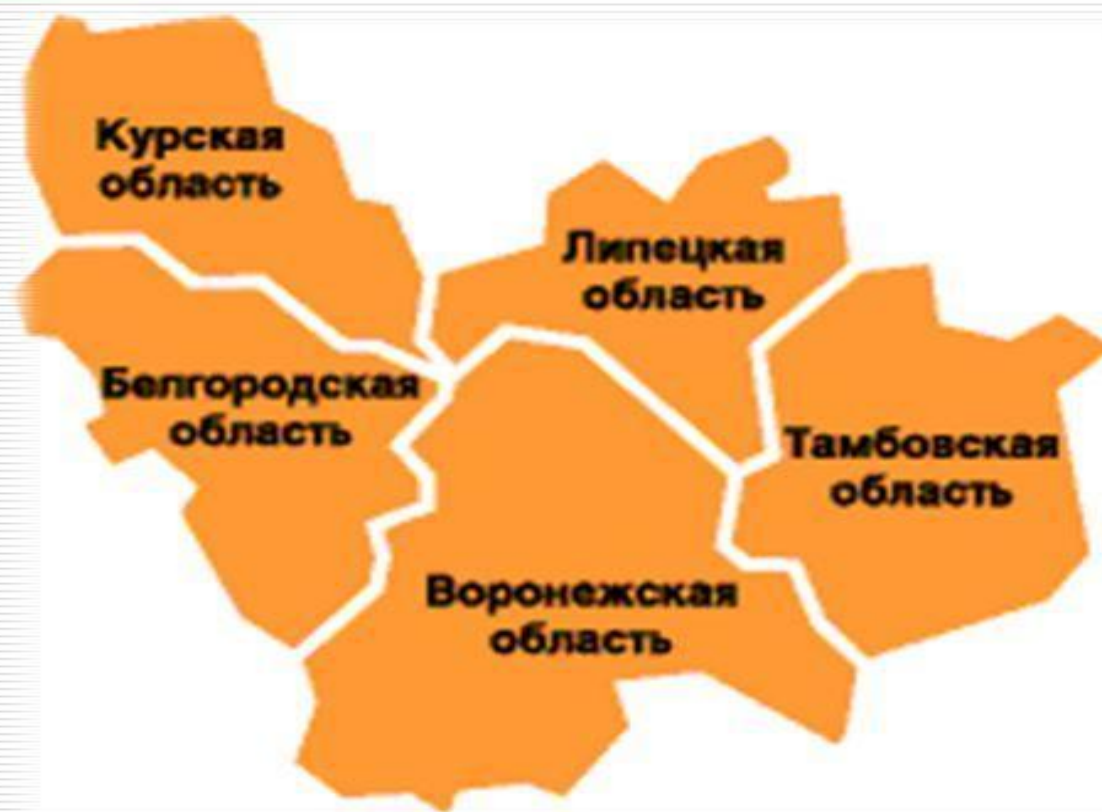 Курская
область
Липецкая
область
Белгородская
область
Тамбовская
область
Воронежская
область